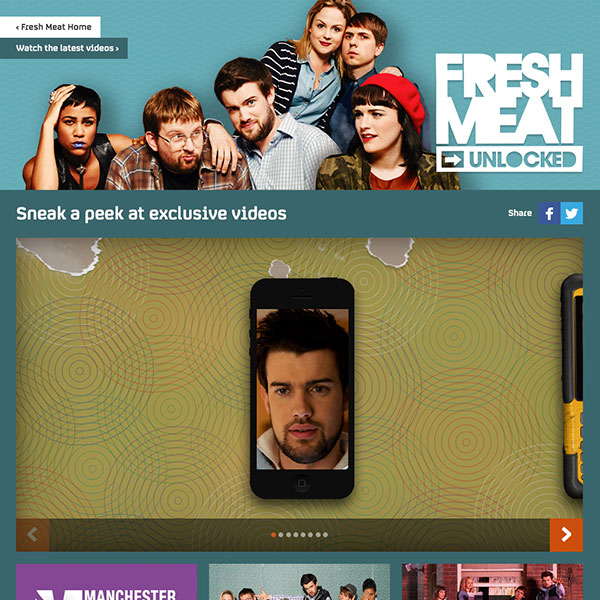 ‹ Fresh Meat Home
Watch the latest videos ›
FRESH
MEAT
UNLOCKED
Sneak a peek at exclusive videos
Share
MANCHESTER